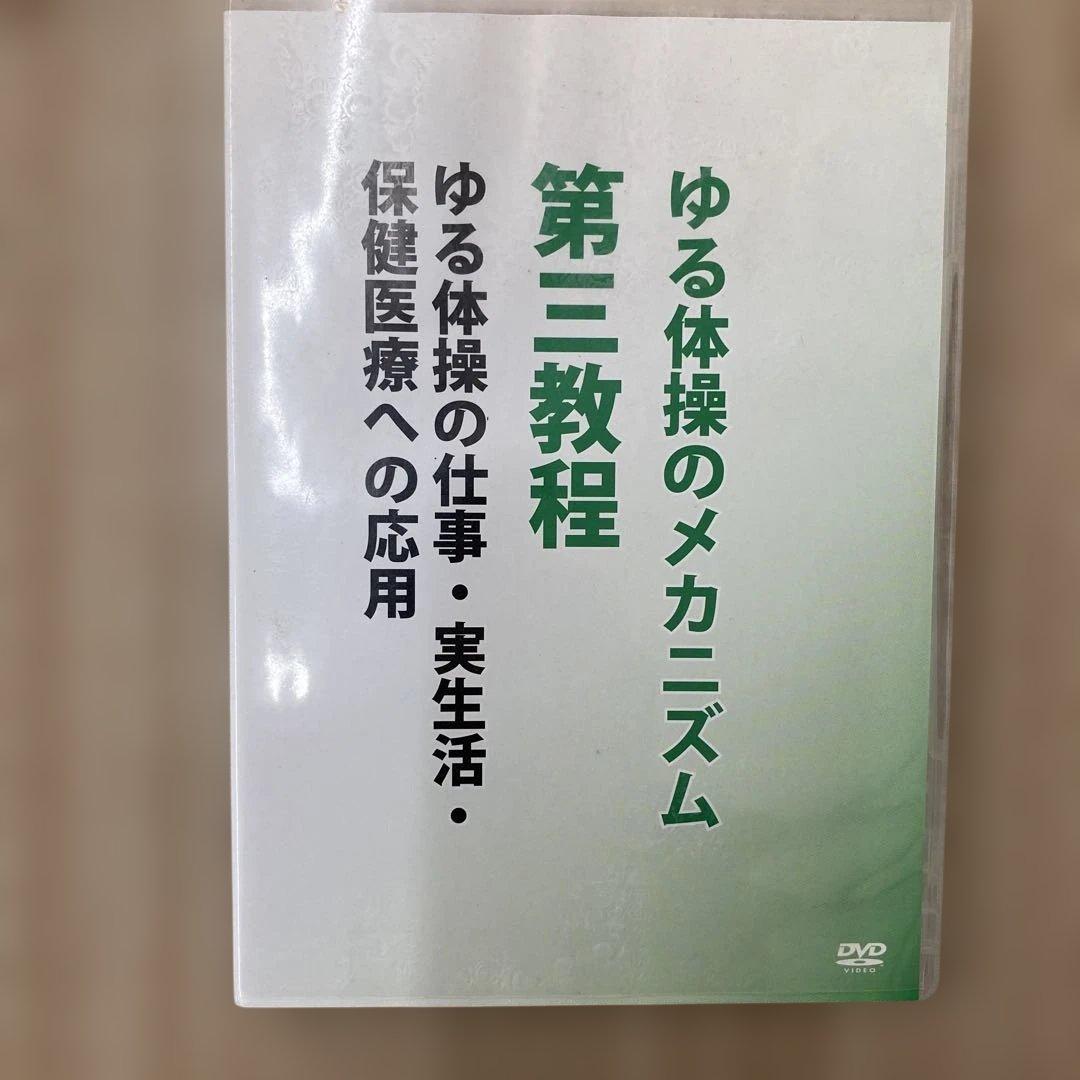 ゆる体操のメカニズム
第三教程
ゆる体操の仕事・実生活・
保健医療への応用
DVD
VIDEO